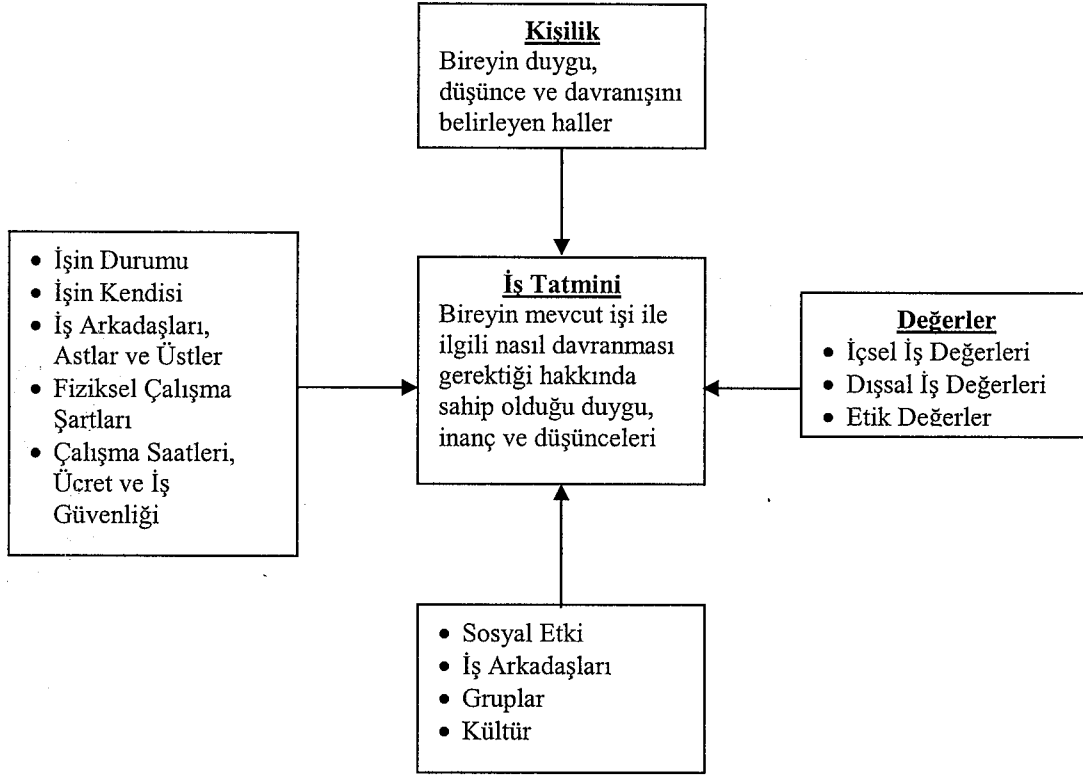 Kişilik
Bireyin duygu,
düşünce ve davranışını
belirleyen haller
• İşin Durumu
• İşin Kendisi
• İş Arkadaşları,
Astlar ve Üstler
• Fiziksel Çalışma
Şartları
• Çalışma Saatleri,
Ücret ve İş
Güvenliği
İş Tatmini
Bireyin mevcut işi ile
ilgili nasıl davranması
gerektiği hakkında
sahip olduğu duygu,
inanç ve düşünceleri
Değerler
• İçsel İş Değerleri
• Dışsal İş Değerleri
• Etik Değerler
• Sosyal Etki
• İş Arkadaşları
• Gruplar
• Kültür